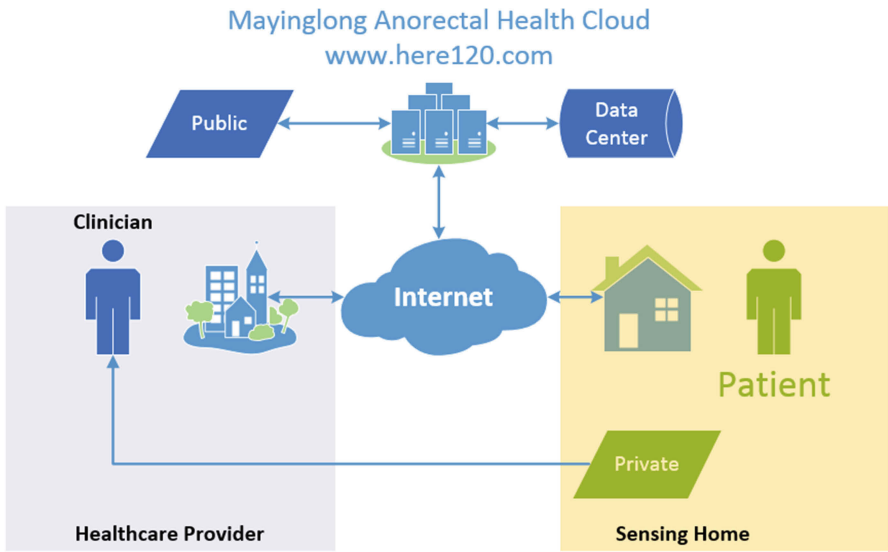 Mayinglong Anorectal Health Cloud
www.here120.com
Public
Data
Center
Clinician
Internet
Patient
Private
Healthcare Provider
Sensing Home